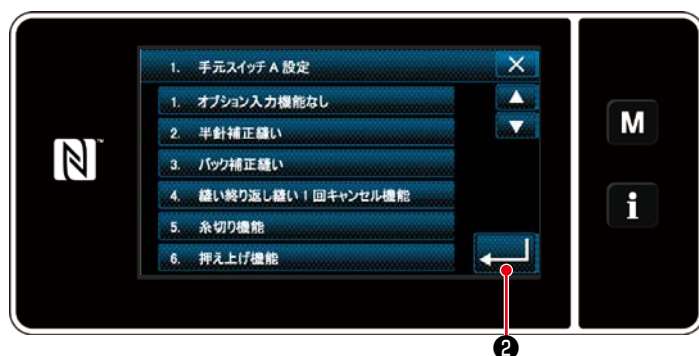 1. 手元スイッチ A 設定
1. オプション入力機能なし
2. 半針補正縫い
3. バック補正縫い
4. 縫い終り返し縫い 1 回キャンセル機能
5. 糸切り機能
6. 押え上げ機能
N
M
i
❷